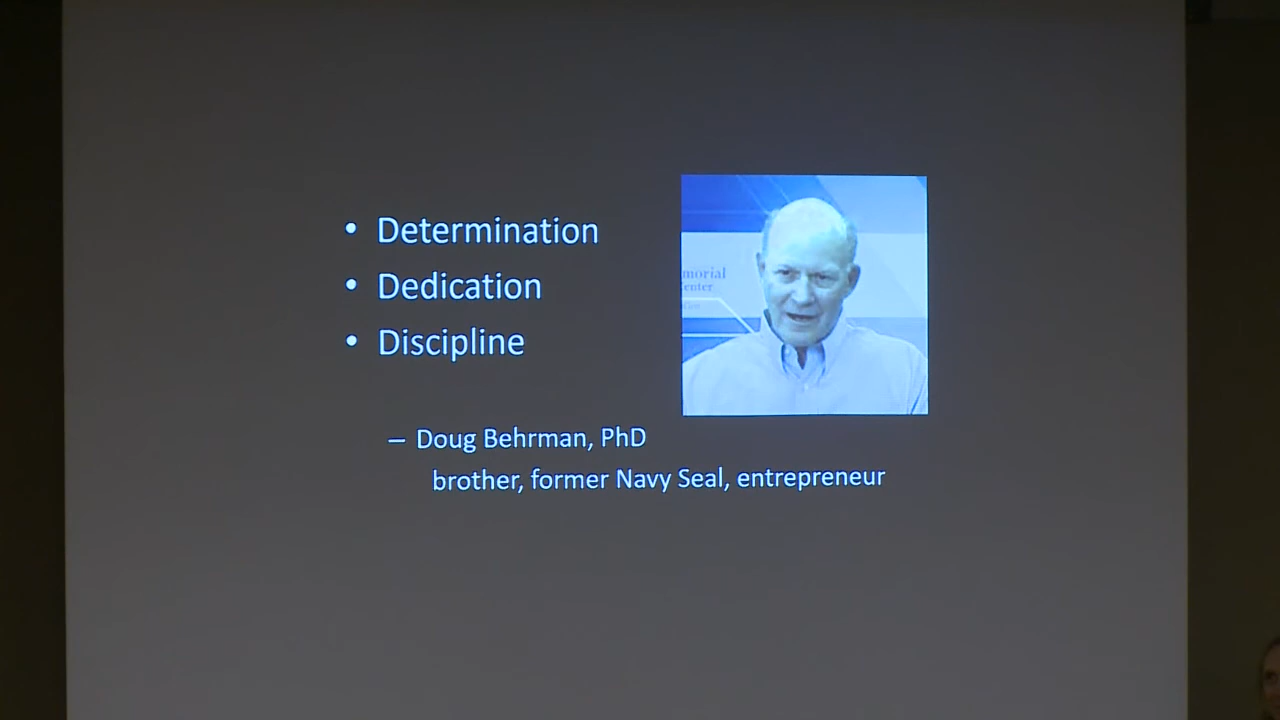 • Determination
• Dedication
• Discipline
morial
enter
– Doug Behrman, PhD
brother, former Navy Seal, entrepreneur